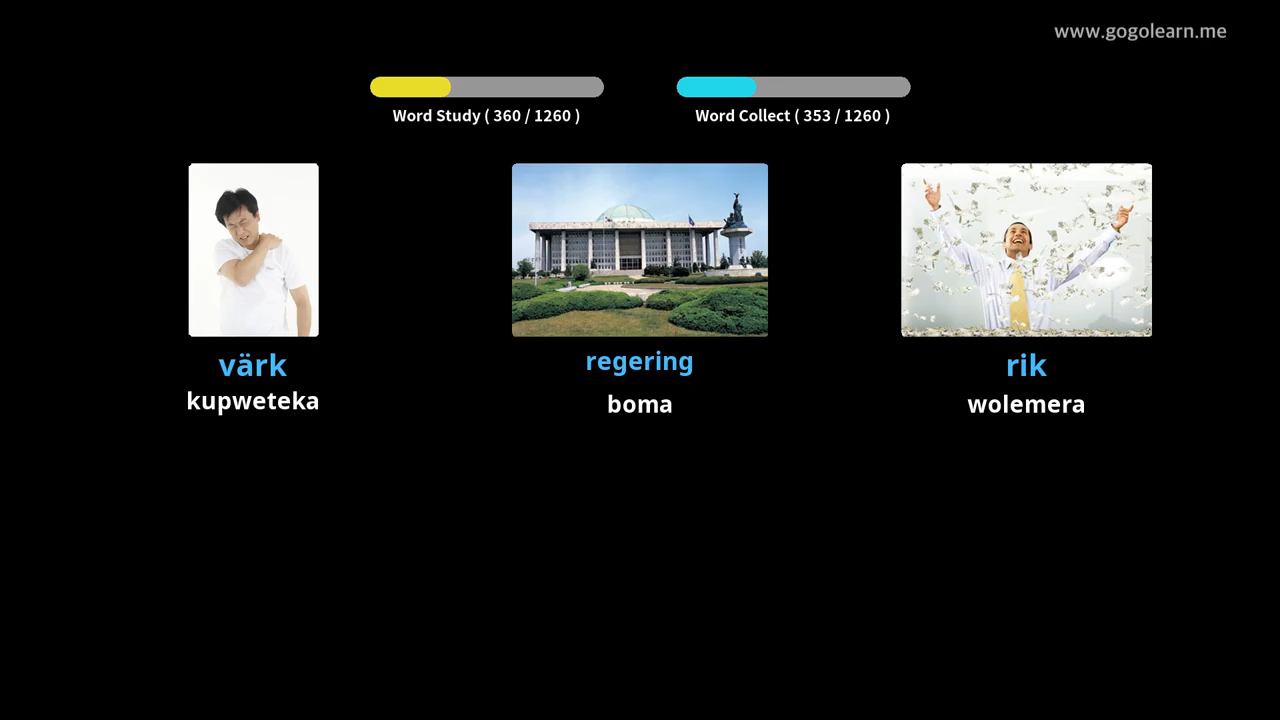 www.gogolearn.me
Word Study ( 360 / 1260 )
Word Collect ( 353 / 1260 )
värk
kupweteka
regering
boma
rik
wolemera